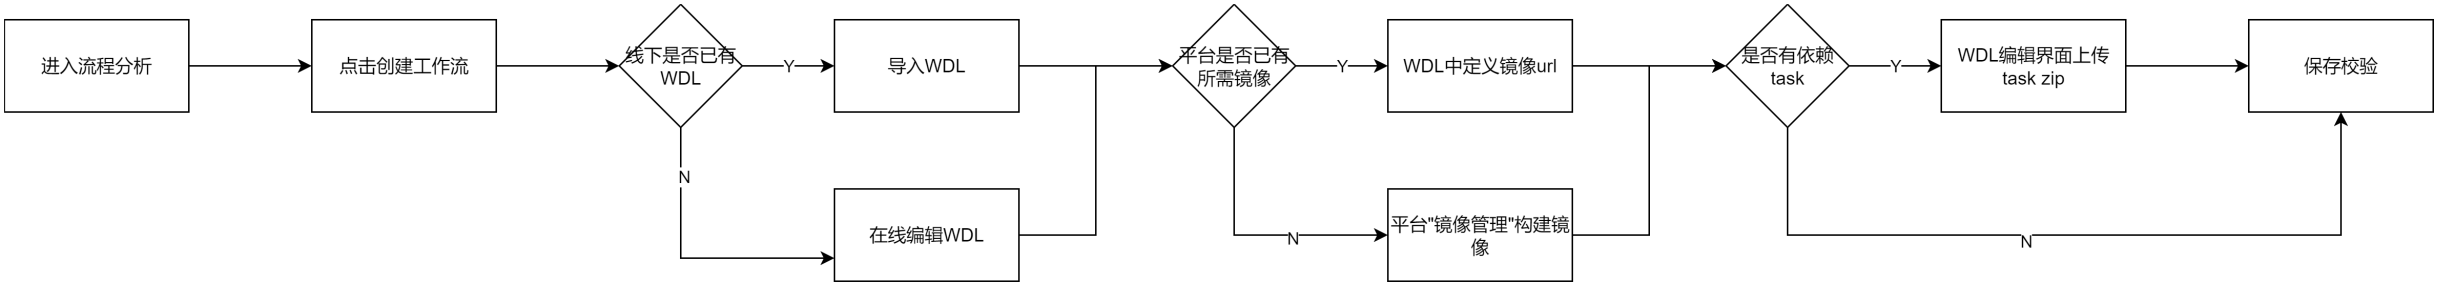 进入流程分析
点击创建工作流
线下是否已有
WDL
Y
导入WDL
N
在线编辑WDL
平台是否已有
所需镜像
Y
WDL中定义镜像url
N
平台"镜像管理"构建镜
像
是否有依赖
task
Y
WDL编辑界面上传
task zip
N
保存校验